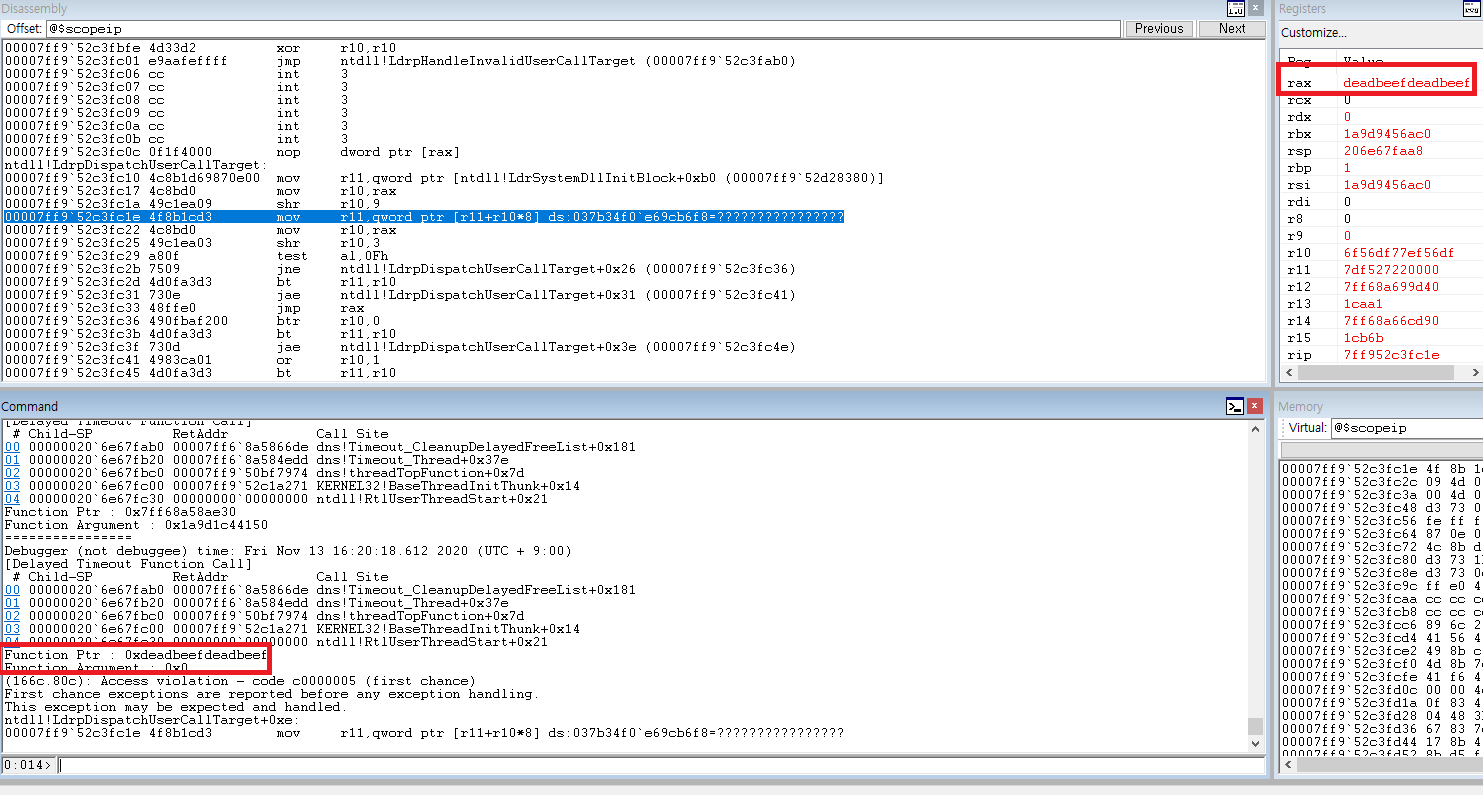 Disassembly
Offset: @$scopeip
Previous Next
00007ff9`52c3fbfe 4d33d2 xor r10,r10
00007ff9`52c3fc01 e9aafeffff jmp ntdll!LdrpHandleInvalidUserCallTarget (00007ff9`52c3fab0)
00007ff9`52c3fc06 cc int 3
00007ff9`52c3fc07 cc int 3
00007ff9`52c3fc08 cc int 3
00007ff9`52c3fc09 cc int 3
00007ff9`52c3fc0a cc int 3
00007ff9`52c3fc0b cc int 3
00007ff9`52c3fc0c 0f1f4000 nop dword ptr [rax]
ntdll!LdrpDispatchUserCallTarget:
00007ff9`52c3fc10 4c8b1d69870e00 mov r11,qword ptr [ntdll!LdrSystemDllInitBlock+0xb0 (00007ff9`52d28380)]
00007ff9`52c3fc17 4c8bd0 mov r10,rax
00007ff9`52c3fc1a 49c1ea09 shr r10,9
00007ff9`52c3fc1e 4f8b1cd3 mov r11,qword ptr [r11+r10*8] ds:037b34f0`e69cb6f8=????????????????
00007ff9`52c3fc22 4c8bd0 mov r10,rax
00007ff9`52c3fc25 49c1ea03 shr r10,3
00007ff9`52c3fc29 a80f test al,0Fh
00007ff9`52c3fc2b 7509 jne ntdll!LdrpDispatchUserCallTarget+0x26 (00007ff9`52c3fc36)
00007ff9`52c3fc2d 4d0fa3d3 bt r11,r10
00007ff9`52c3fc31 730e jae ntdll!LdrpDispatchUserCallTarget+0x31 (00007ff9`52c3fc41)
00007ff9`52c3fc33 48ffe0 jmp rax
00007ff9`52c3fc36 490fbaf200 btr r10,0
00007ff9`52c3fc3b 4d0fa3d3 bt r11,r10
00007ff9`52c3fc3f 730d jae ntdll!LdrpDispatchUserCallTarget+0x3e (00007ff9`52c3fc4e)
00007ff9`52c3fc41 4983ca01 or r10,1
00007ff9`52c3fc45 4d0fa3d3 bt r11,r10
Registers
Customize...
Reg Value
rax deadbeefdeadbeef
rcx 0
rdx 0
rbx 1a9d9456ac0
rsp 206e67faa8
rbp 1
rsi 1a9d9456ac0
rdi 0
r8 0
r9 0
r10 6f56df77ef56df
r11 7df527220000
r12 7ff68a699d40
r13 1caa1
r14 7ff68a66cd90
r15 1cb6b
rip 7ff952c3fc1e
Command
[Delayed Timeout Function Call]
# Child-SP RetAddr Call Site
00 00000020`6e67fab0 00007ff6`8a5866de dns!Timeout_CleanupDelayedFreeList+0x181
01 00000020`6e67fb20 00007ff6`8a584edd dns!Timeout_Thread+0x37e
02 00000020`6e67fbc0 00007ff9`50bf7974 dns!threadTopFunction+0x7d
03 00000020`6e67fc00 00007ff9`52c1a271 KERNEL32!BaseThreadInitThunk+0x14
04 00000020`6e67fc30 00000000`00000000 ntdll!RtlUserThreadStart+0x21
Function Ptr : 0x7ff68a58ae30
Function Argument : 0x1a9d1c44150
================
Debugger (not debuggee) time: Fri Nov 13 16:20:18.612 2020 (UTC + 9:00)
[Delayed Timeout Function Call]
# Child-SP RetAddr Call Site
00 00000020`6e67fab0 00007ff6`8a5866de dns!Timeout_CleanupDelayedFreeList+0x181
01 00000020`6e67fb20 00007ff6`8a584edd dns!Timeout_Thread+0x37e
02 00000020`6e67fbc0 00007ff9`50bf7974 dns!threadTopFunction+0x7d
03 00000020`6e67fc00 00007ff9`52c1a271 KERNEL32!BaseThreadInitThunk+0x14
04 00000020`6e67fc30 00000000`00000000 ntdll!RtlUserThreadStart+0x21
Function Ptr : 0xdeadbeefdeadbeef
Function Argument : 0x0
(166c.80c): Access violation - code c0000005 (first chance)
First chance exceptions are reported before any exception handling.
This exception may be expected and handled.
ntdll!LdrpDispatchUserCallTarget+0xe:
00007ff9`52c3fc1e 4f8b1cd3 mov r11,qword ptr [r11+r10*8] ds:037b34f0`e69cb6f8=????????????????
0:014>
Memory
Virtual: @$scopeip
00007ff9`52c3fc1e 4f 8b
00007ff9`52c3fc2c 09 4d
00007ff9`52c3fc3a 00 4d
00007ff9`52c3fc48 d3 73
00007ff9`52c3fc56 fe ff
00007ff9`52c3fc64 87 0e
00007ff9`52c3fc72 4c 8b
00007ff9`52c3fc80 d3 73
00007ff9`52c3fc8e d3 73
00007ff9`52c3fc9c ff e0
00007ff9`52c3fcaa cc cc
00007ff9`52c3fcb8 cc cc
00007ff9`52c3fcc6 89 6c
00007ff9`52c3fcd4 41 56
00007ff9`52c3fce2 49 8b
00007ff9`52c3fcf0 4d 8b
00007ff9`52c3fcfe 41 f6
00007ff9`52c3fd0c 00 00
00007ff9`52c3fd1a 0f 83
00007ff9`52c3fd28 04 48
00007ff9`52c3fd36 67 83
00007ff9`52c3fd44 17 8b
00007ff9`52c3fd52 8b d5